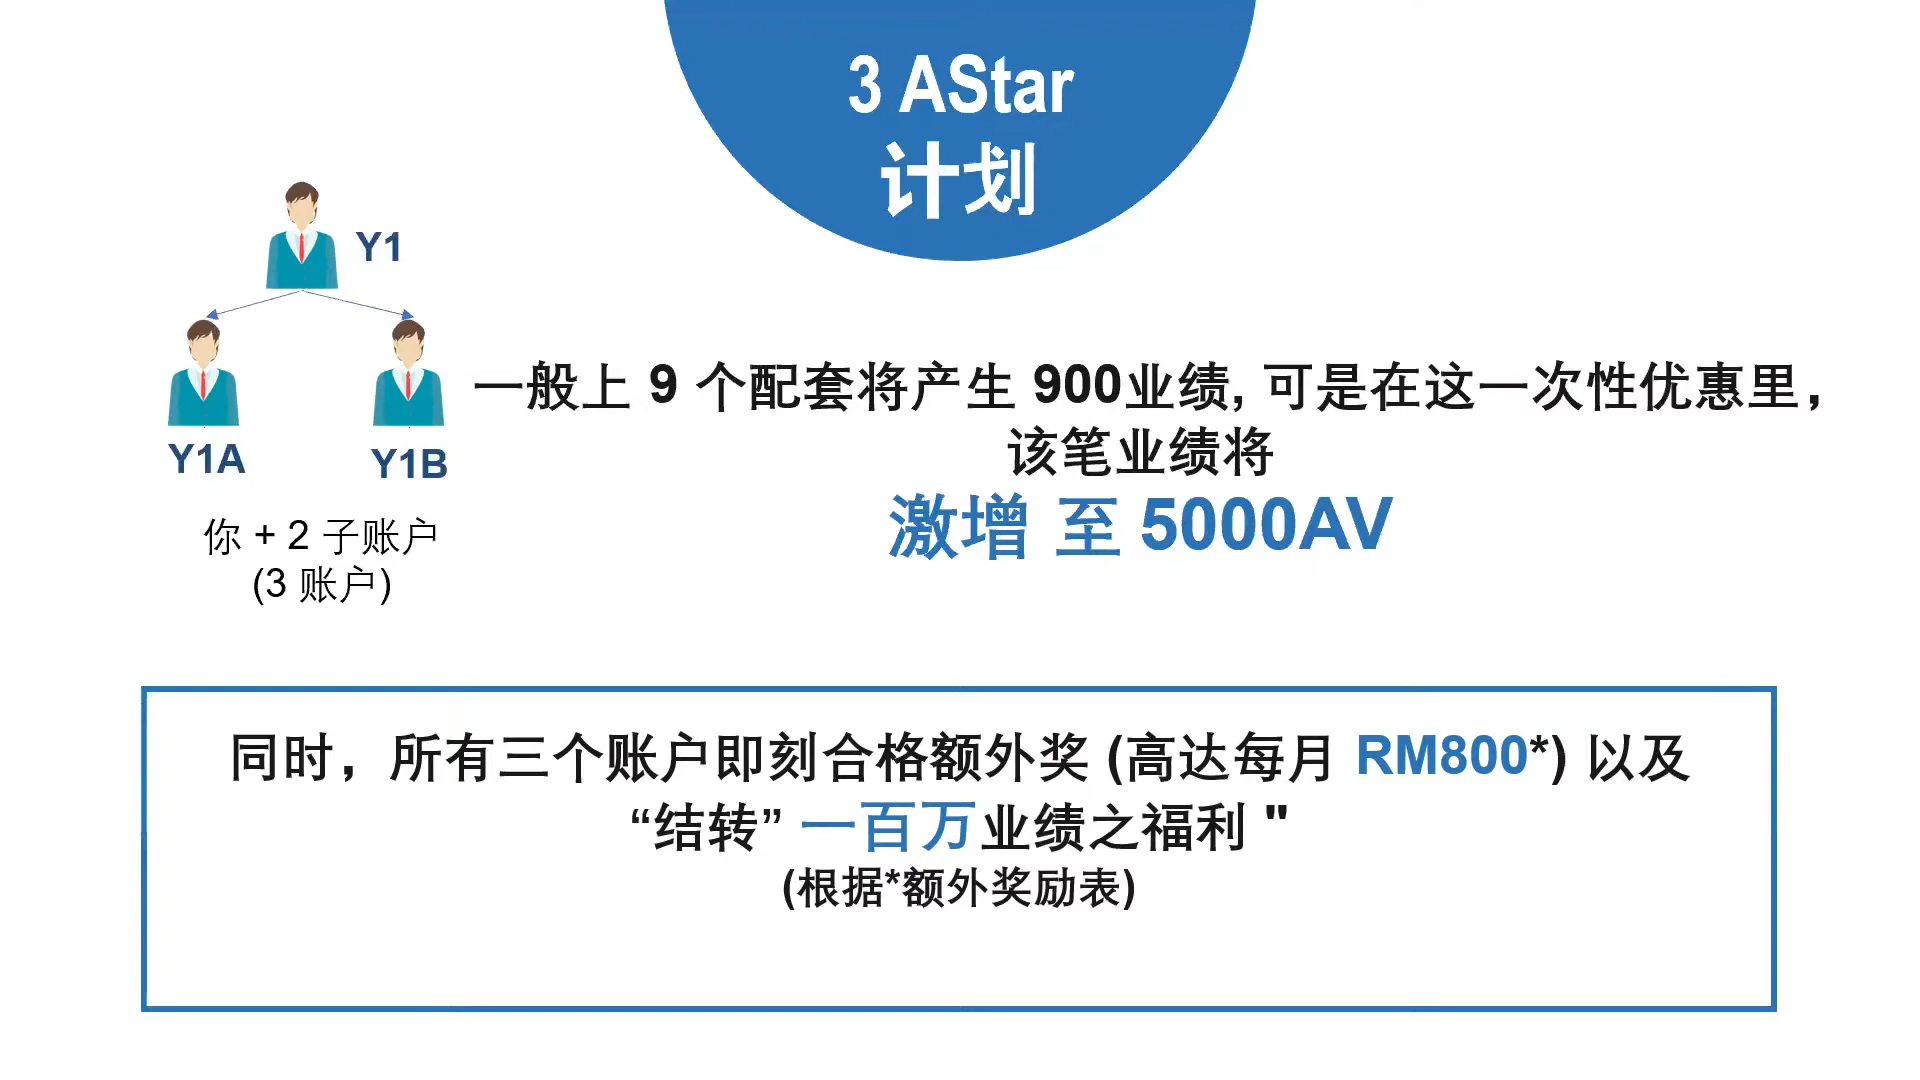 3 AStar
计划
Y1
Y1A
Y1B
你 + 2 子账户
(3 账户)
一般上 9 个配套将产生 900业绩, 可是在这一次性优惠里，
该笔业绩将
激增 至 5000AV
同时，所有三个账户即刻合格额外奖 (高达每月 RM800*) 以及
“结转” 一百万业绩之福利 "
(根据*额外奖励表)